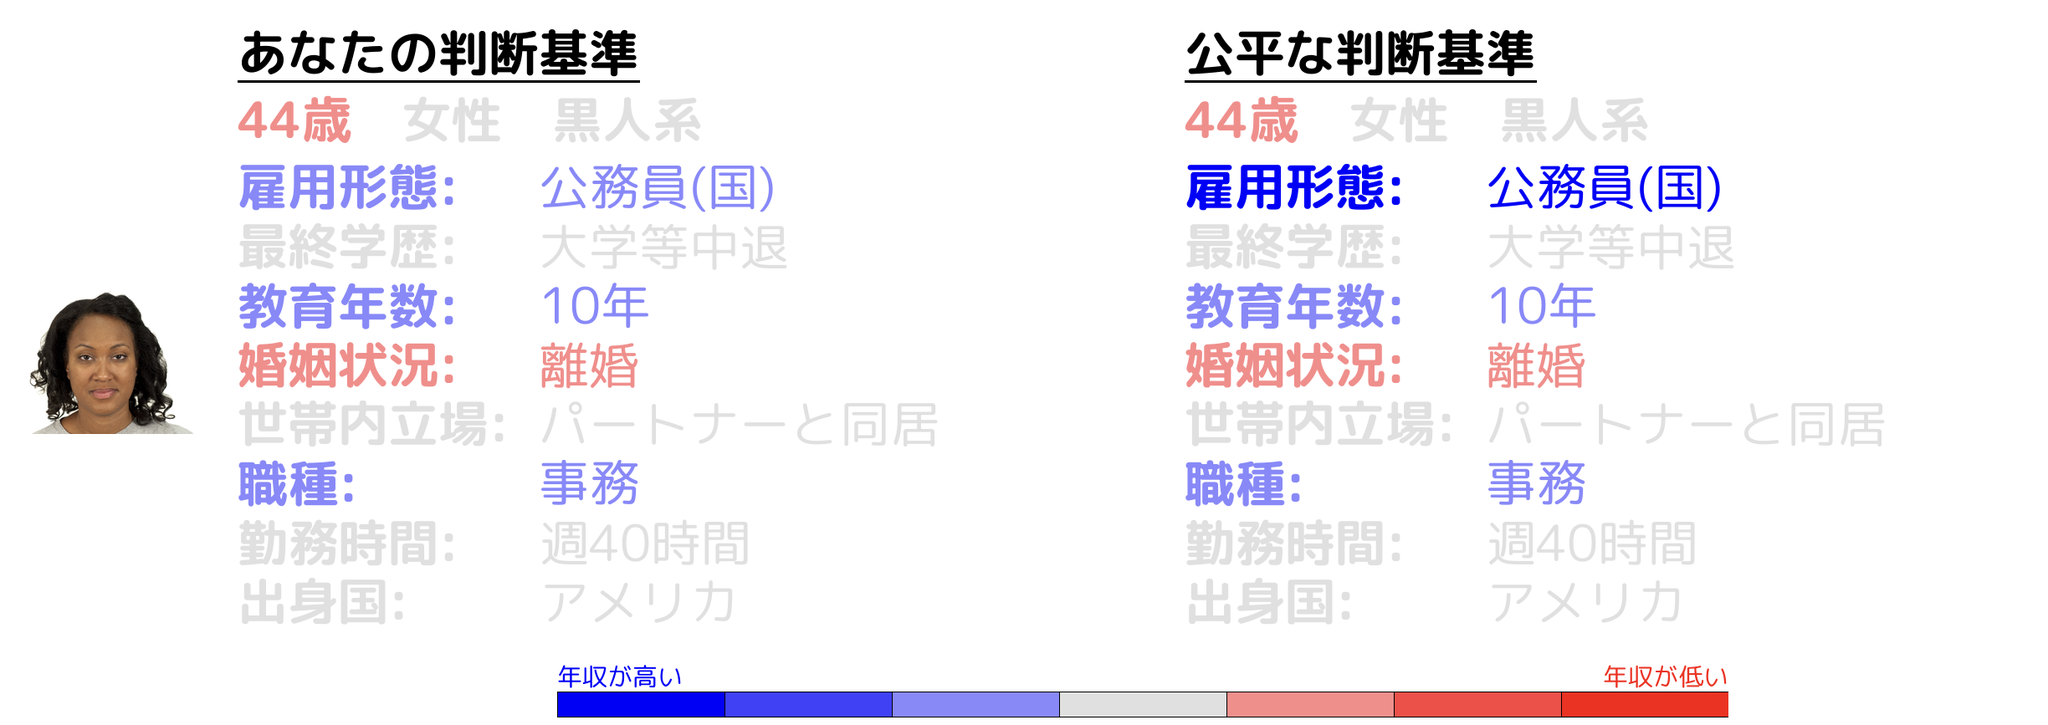 あなたの判断基準
44歳 女性 黒人系
雇用形態: 公務員(国)
最終学歴: 大学等中退
教育年数: 10年
婚姻状況: 離婚
世帯内立場: パートナーと同居
職種: 事務
勤務時間: 週40時間
出身国: アメリカ
公平な判断基準
44歳 女性 黒人系
雇用形態: 公務員(国)
最終学歴: 大学等中退
教育年数: 10年
婚姻状況: 離婚
世帯内立場: パートナーと同居
職種: 事務
勤務時間: 週40時間
出身国: アメリカ
年収が高い
年収が低い